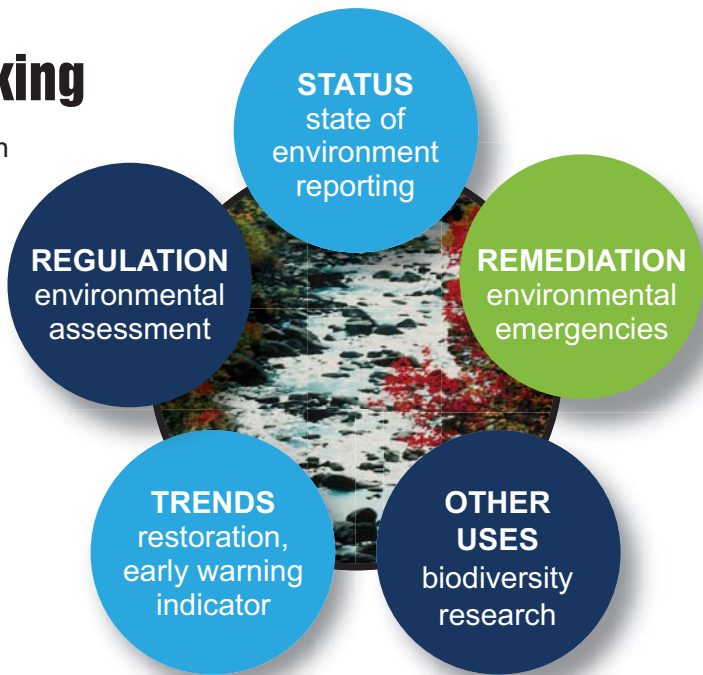 STATUS
state of
environment
reporting
REGULATION
environmental
assessment
REMEDIATION
environmental
emergencies
TRENDS
restoration,
early warning
indicator
OTHER
USES
biodiversity
research